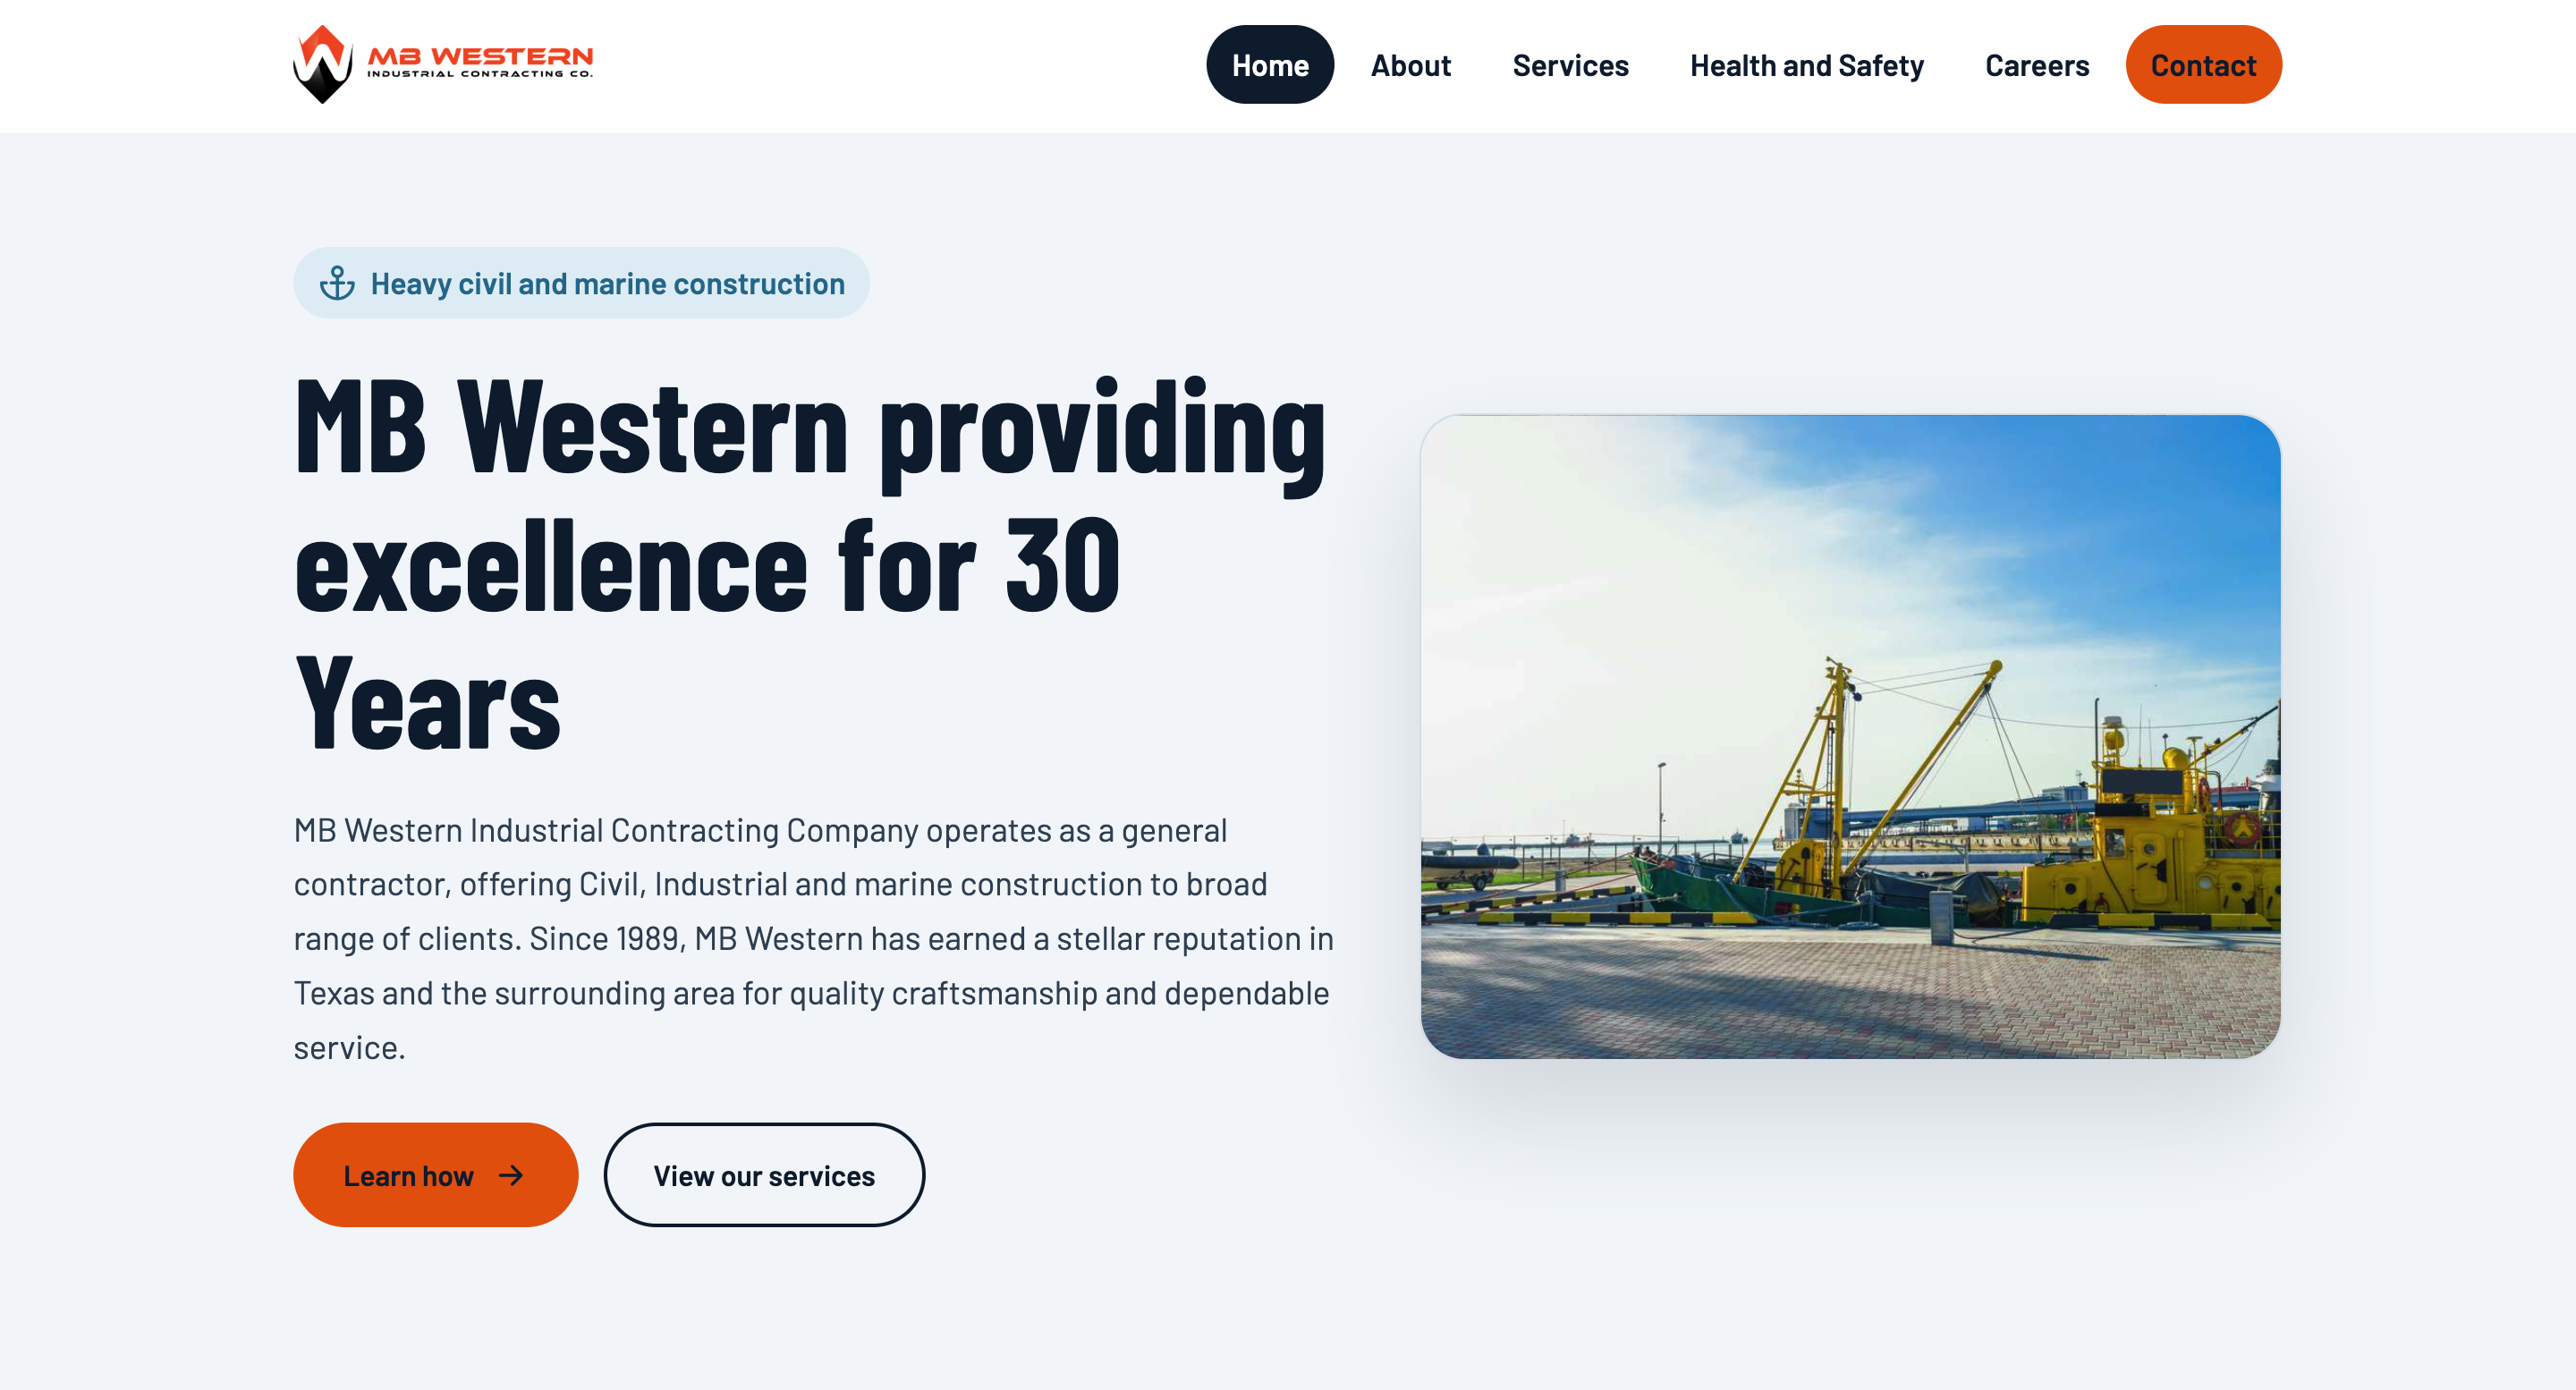 MB WESTERN
INDUSTRIAL CONTRACTING CO.
Home About Services Health and Safety Careers Contact
Heavy civil and marine construction
MB Western providing
excellence for 30
Years
MB Western Industrial Contracting Company operates as a general
contractor, offering Civil, Industrial and marine construction to broad
range of clients. Since 1989, MB Western has earned a stellar reputation in
Texas and the surrounding area for quality craftsmanship and dependable
service.
Learn how View our services